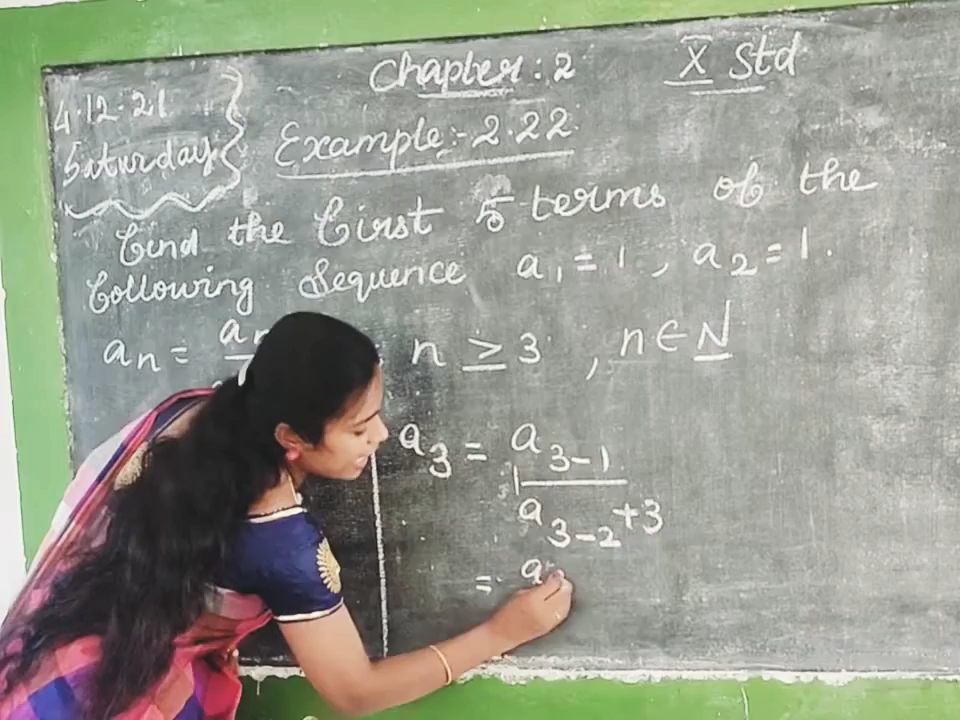 Chapter : 2
X Std
4.12.21
Saturday
Example:- 2.22
Find the first 5 terms of the
following Sequence a₁ = 1, a₂ = 1.
aₙ = n ≥ 3, n ∈ N
a₃ = a₃₋₁
a₃₋₂+3
= a